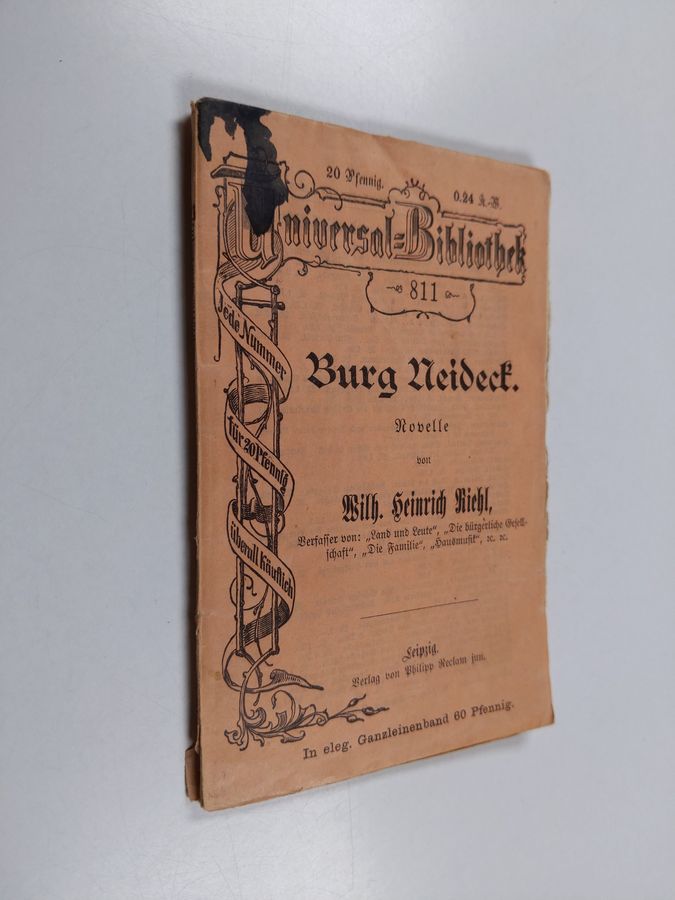 20 Pfennig. 0.24 K.-W.
Universal-Bibliothek
811
Jede Nummer
für 20 Pfennig
überall käuflich
Burg Neideck.
Novelle
von
Wilh. Heinrich Riehl,
Verfasser von: „Land und Leute“, „Die bürgerliche Gesell-
schaft“, „Die Familie“, „Hausmusik“, ꝛc. ꝛc.
Leipzig.
Verlag von Philipp Reclam jun.
In eleg. Ganzleinenband 60 Pfennig.